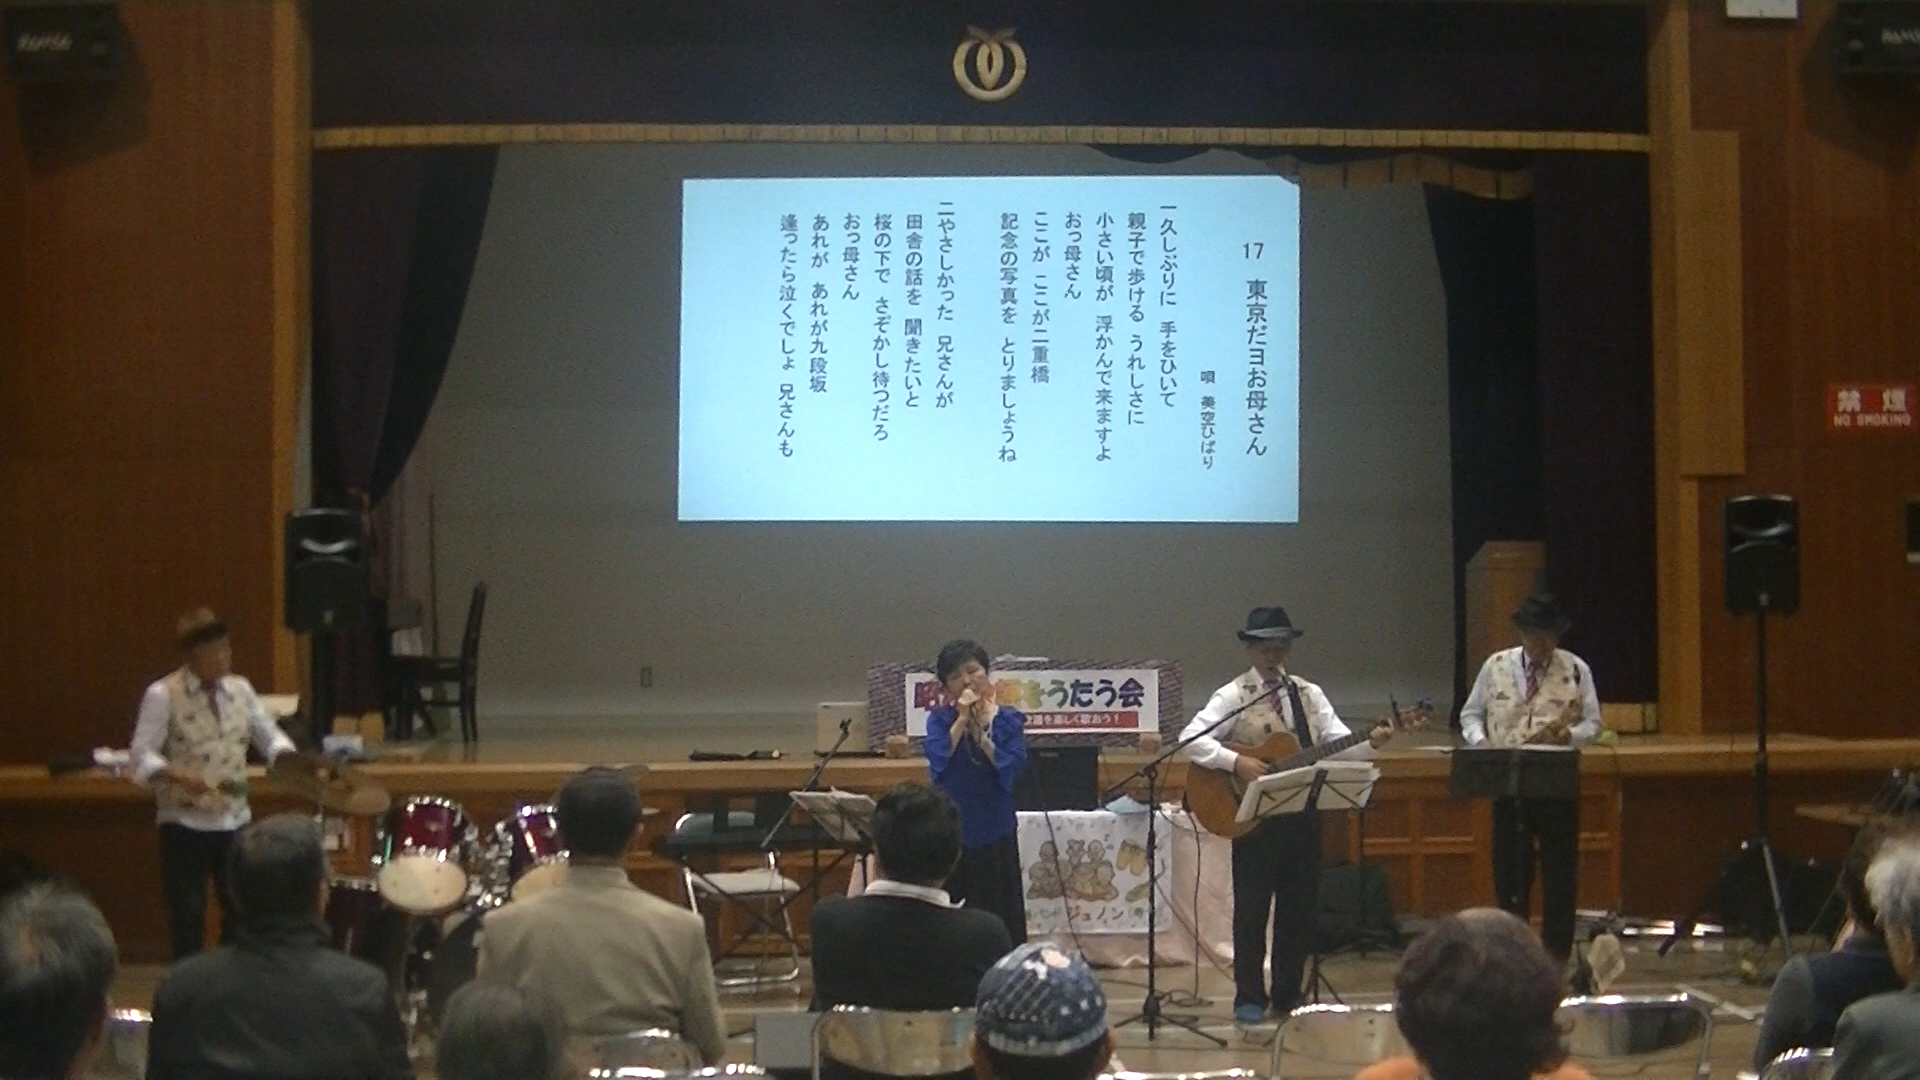 17 東京だヨお母さん
唄 美空ひばり
一久しぶりに 手をひいて
親子で歩ける うれしさに
小さい頃が 浮かんで来ますよ
おっ母さん
ここが ここが二重橋
記念の写真を とりましょうね
二やさしかった 兄さんが
田舎の話を 聞きたいと
桜の下で さぞかし待つだろ
おっ母さん
あれが あれが九段坂
逢ったら泣くでしょ 兄さんも
RAMSA
禁煙
NO SMOKING
昭 をうたう会
を楽しく歌おう!
バンド ジュノン